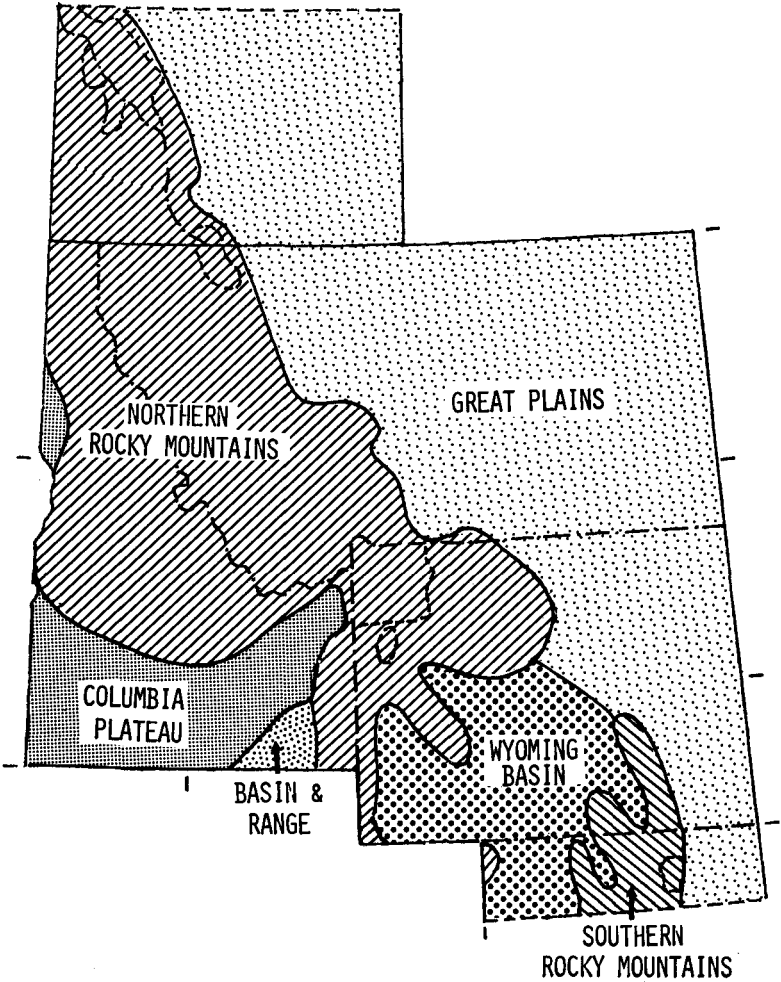 GREAT PLAINS
NORTHERN
ROCKY MOUNTAINS
COLUMBIA
PLATEAU
WYOMING
BASIN
BASIN &
RANGE
SOUTHERN
ROCKY MOUNTAINS